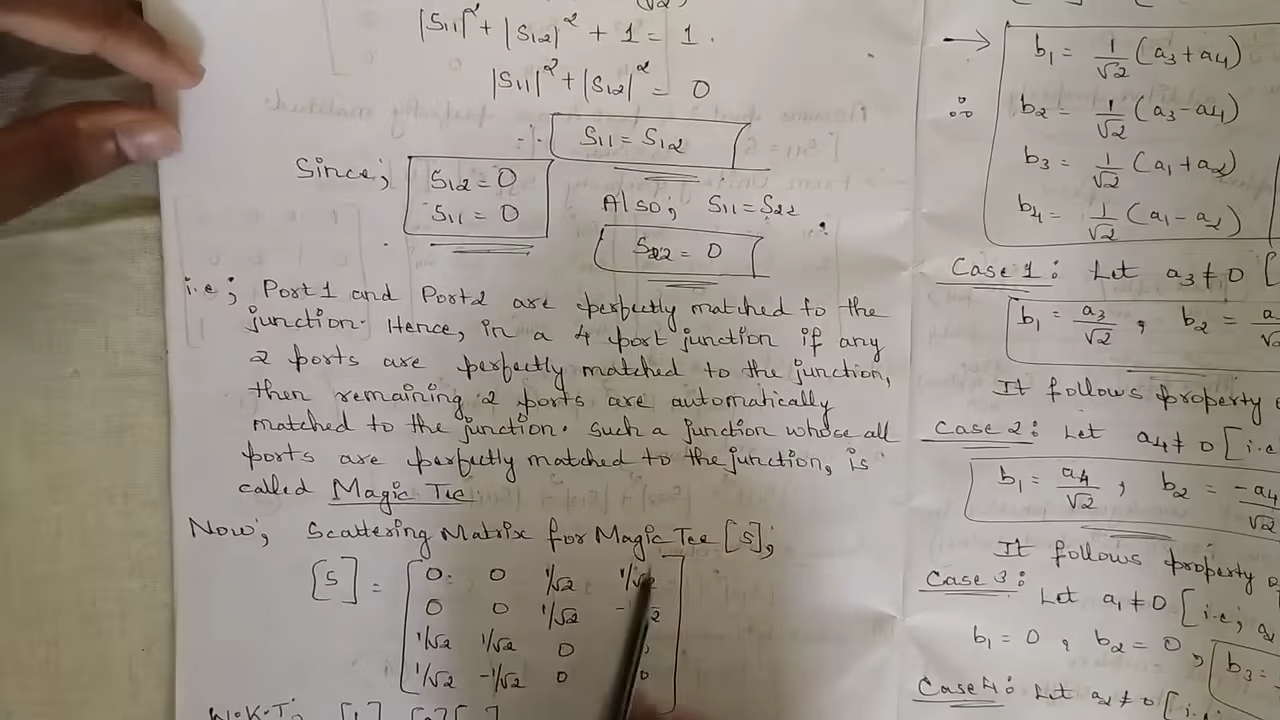 (√2)
|S11|² + |S12|² + 1 = 1.
|S11|² + |S12|² = 0
∴ S11 = S12
Since; S12 = 0
S11 = 0
Also; S11 = S22
S22 = 0
i.e; Port 1 and Port 2 are perfectly matched to the
junction. Hence, in a 4 port junction if any
2 ports are perfectly matched to the junction,
then remaining 2 ports are automatically
matched to the junction. Such a junction whose all
ports are perfectly matched to the junction, is
called Magic Tee.
Now; Scattering Matrix for Magic Tee [S];
[S] = [ 0 0 1/√2 1/√2
0 0 1/√2 -1/√2
1/√2 1/√2 0
1/√2 -1/√2 0 0 ]
W.K.T;
→ b1 = 1/√2 (a3 + a4)
∴ b2 = 1/√2 (a3 - a4)
b3 = 1/√2 (a1 + a2)
b4 = 1/√2 (a1 - a2)
Case 1: Let a3 ≠ 0 [
b1 = a3/√2 , b2 =
It follows property
Case 2: Let a4 ≠ 0 [i.e
b1 = a4/√2 ; b2 = -a4/√2
It follows property
Case 3: Let a1 ≠ 0 [i.e;
b1 = 0 , b2 = 0 , b3 =
Case 4: Let a2 ≠ 0 [i.